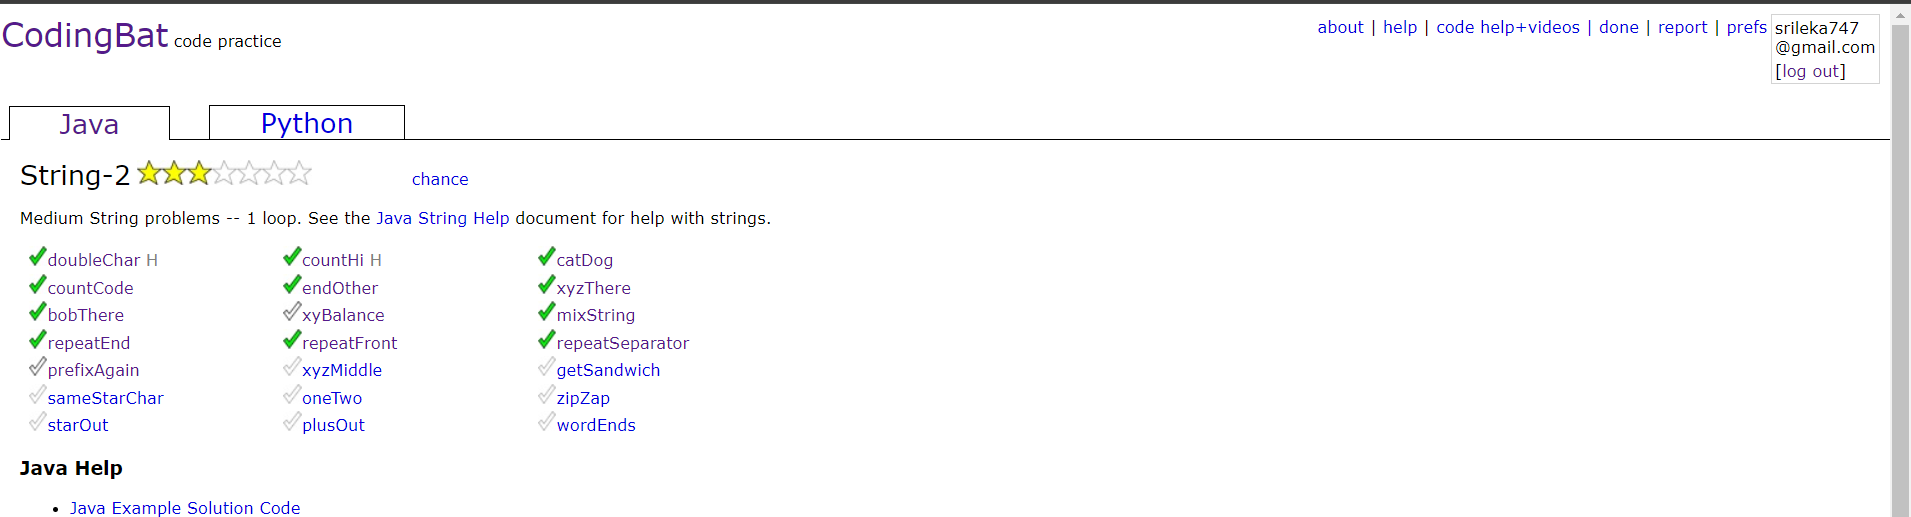 CodingBat code practice
about | help | code help+videos | done | report | prefs
srileka747
@gmail.com
[log out]
Java
Python
String-2
chance
Medium String problems -- 1 loop. See the Java String Help document for help with strings.
doubleChar H countHi H catDog
countCode endOther xyzThere
bobThere xyBalance mixString
repeatEnd repeatFront repeatSeparator
prefixAgain xyzMiddle getSandwich
sameStarChar oneTwo zipZap
starOut plusOut wordEnds
Java Help
• Java Example Solution Code